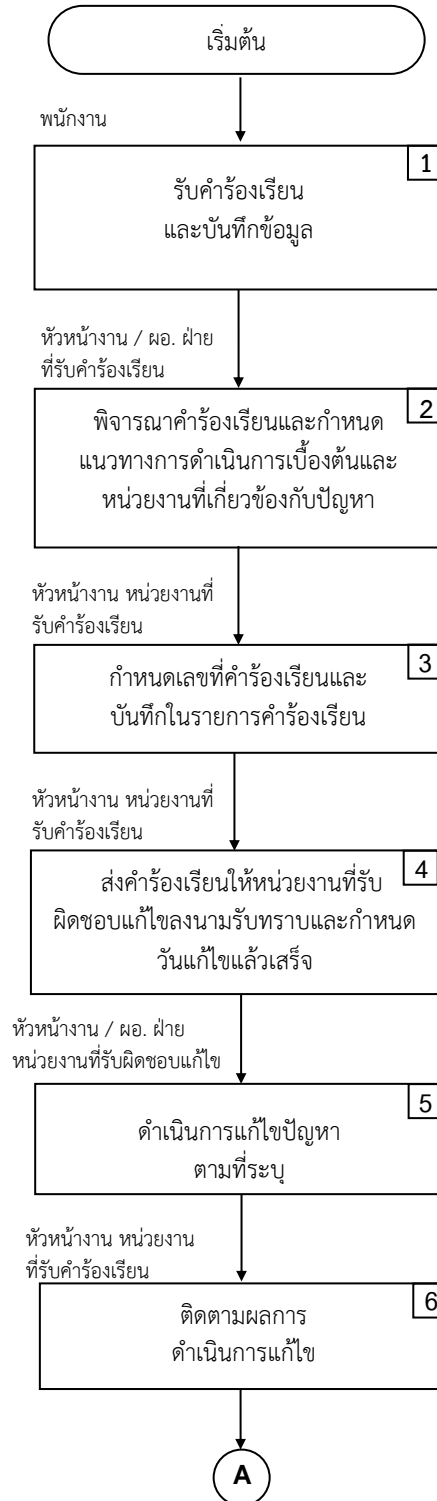 เริ่มต้น
พนักงาน
1
รับคำร้องเรียน
และบันทึกข้อมูล
หัวหน้างาน / ผอ. ฝ่าย
ที่รับคำร้องเรียน
2
พิจารณาคำร้องเรียนและกำหนด
แนวทางการดำเนินการเบื้องต้นและ
หน่วยงานที่เกี่ยวข้องกับปัญหา
หัวหน้างาน หน่วยงานที่
รับคำร้องเรียน
3
กำหนดเลขที่คำร้องเรียนและ
บันทึกในรายการคำร้องเรียน
หัวหน้างาน หน่วยงานที่
รับคำร้องเรียน
4
ส่งคำร้องเรียนให้หน่วยงานที่รับ
ผิดชอบแก้ไขลงนามรับทราบและกำหนด
วันแก้ไขแล้วเสร็จ
หัวหน้างาน / ผอ. ฝ่าย
หน่วยงานที่รับผิดชอบแก้ไข
5
ดำเนินการแก้ไขปัญหา
ตามที่ระบุ
หัวหน้างาน หน่วยงาน
ที่รับคำร้องเรียน
6
ติดตามผลการ
ดำเนินการแก้ไข
A